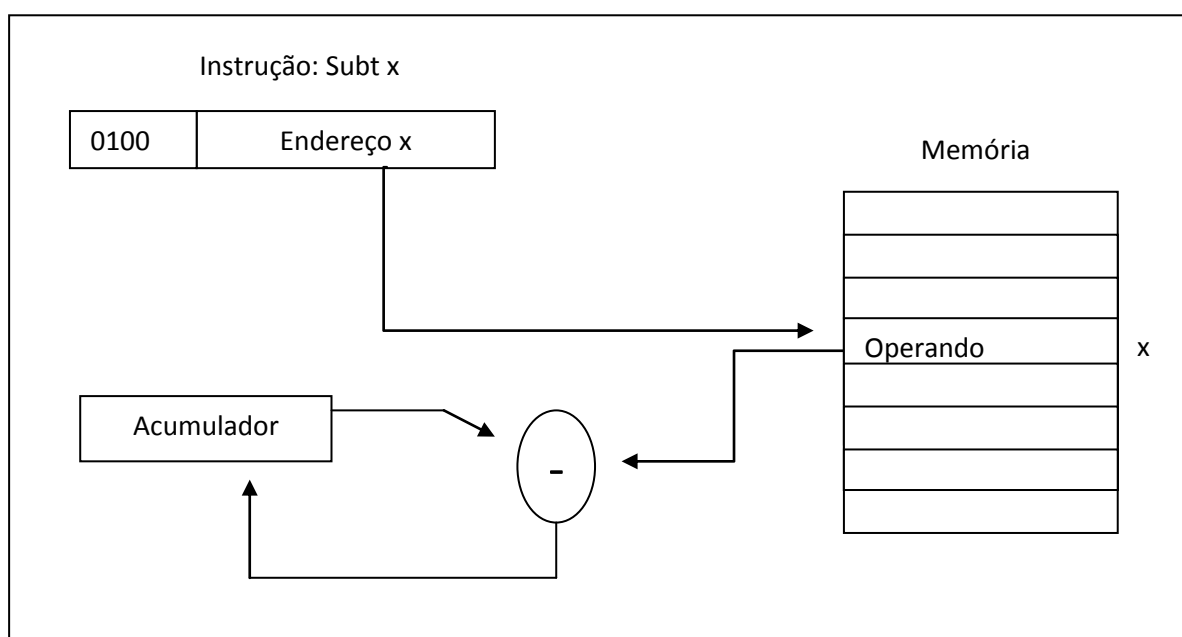 Instrução: Subt x
0100 Endereço x
Memória
Operando x
Acumulador
-